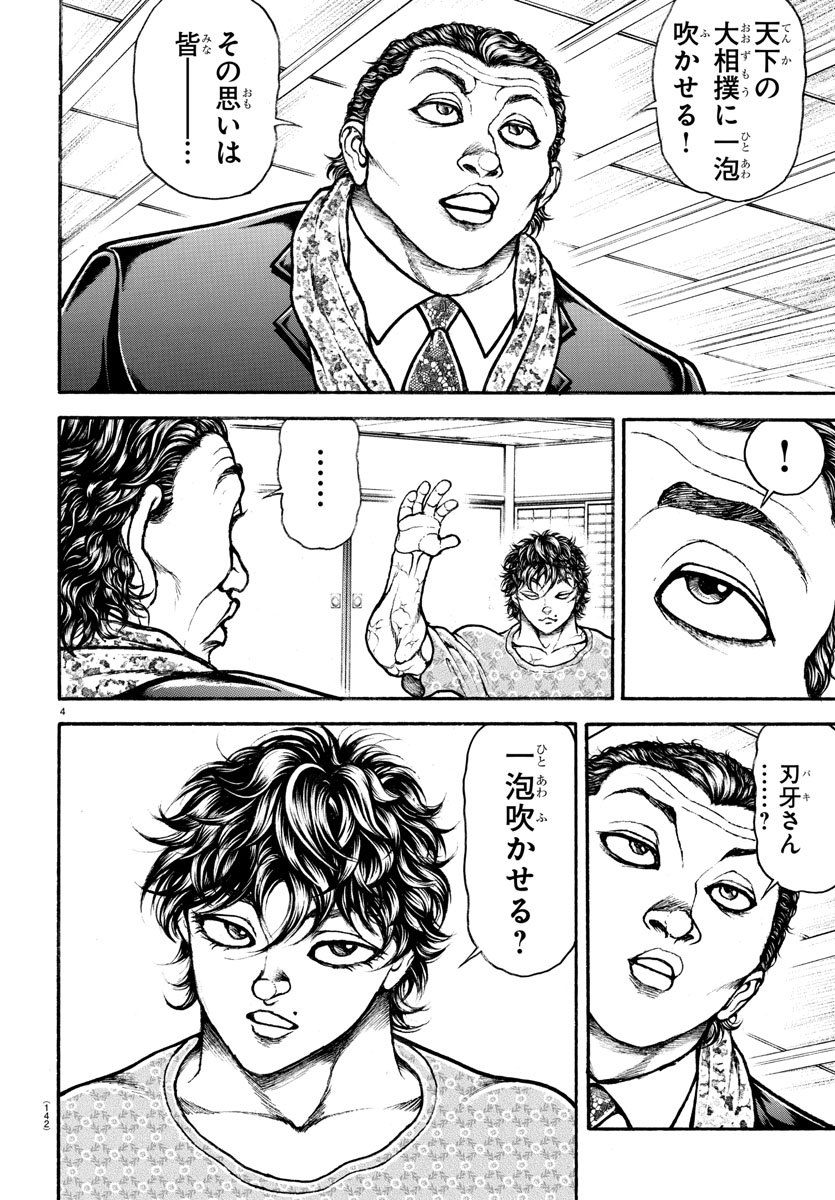 天下の
大相撲に一泡
吹かせる！
その思いは
皆――…
！
……
刃牙さん
……？
一泡吹かせる？
4
(142)